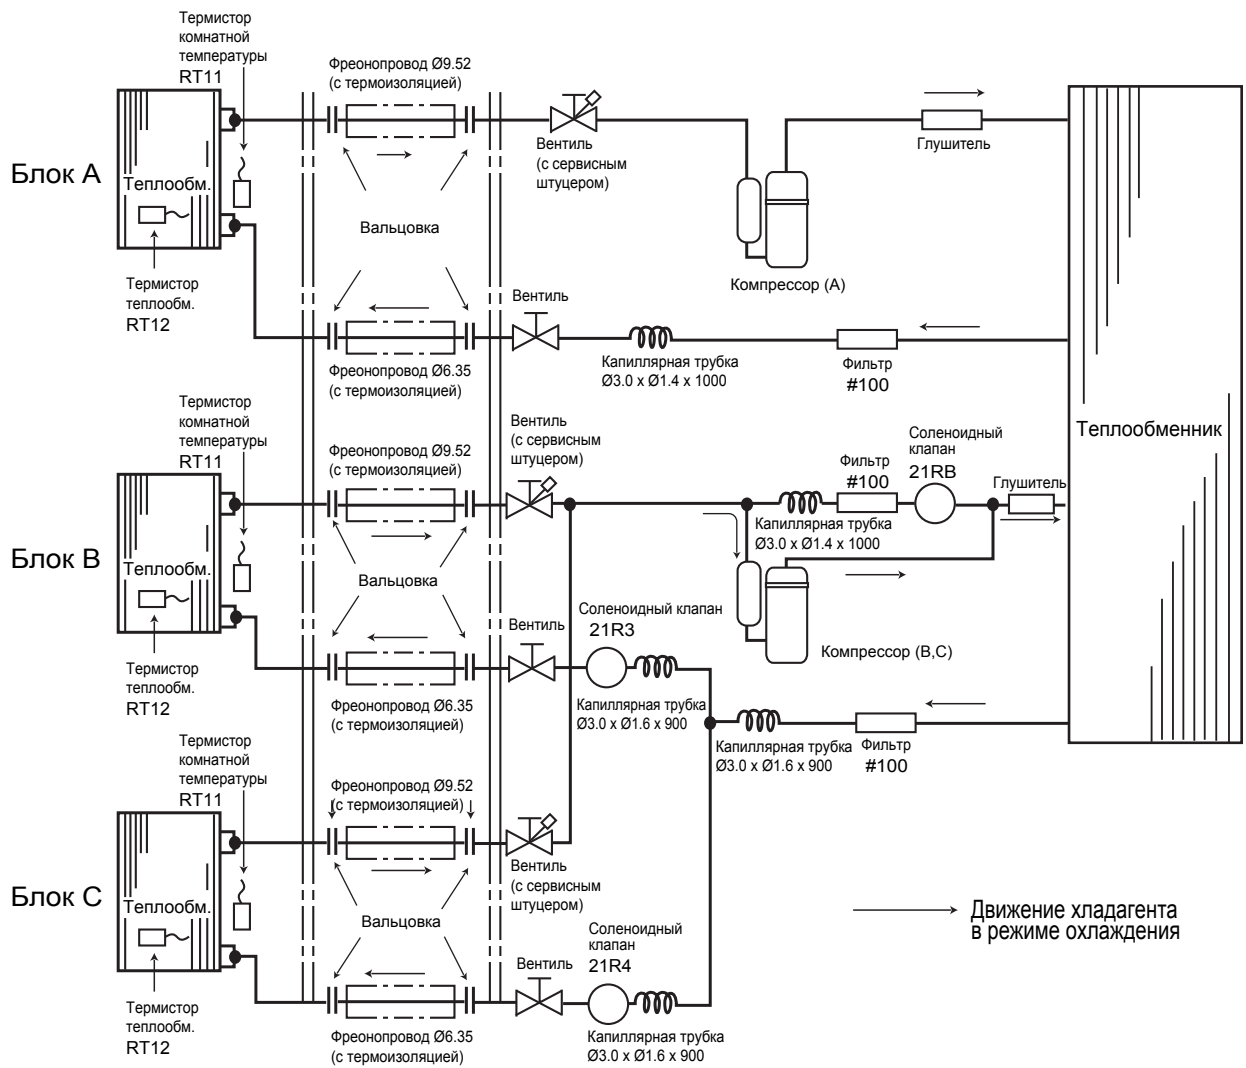 Термистор
комнатной
температуры
RT11
Фреонопровод Ø9.52
(с термоизоляцией)
Вентиль
(с сервисным
штуцером)
Глушитель
Блок A
Теплообм.
Вальцовка
Компрессор (A)
Термистор
теплообм.
RT12
Вентиль
Фреонопровод Ø6.35
(с термоизоляцией)
Капиллярная трубка
Ø3.0 x Ø1.4 x 1000
Фильтр
#100
Теплообменник
Термистор
комнатной
температуры
RT11
Фреонопровод Ø9.52
(с термоизоляцией)
Вентиль
(с сервисным
штуцером)
Фильтр
#100
Соленоидный
клапан
21RB
Глушитель
Капиллярная трубка
Ø3.0 x Ø1.4 x 1000
Блок B
Теплообм.
Вальцовка
Соленоидный клапан
21R3
Вентиль
Компрессор (B,C)
Термистор
теплообм.
RT12
Фреонопровод Ø6.35
(с термоизоляцией)
Капиллярная трубка
Ø3.0 x Ø1.6 x 900
Капиллярная трубка
Ø3.0 x Ø1.6 x 900
Фильтр
#100
Термистор
комнатной
температуры
RT11
Фреонопровод Ø9.52
(с термоизоляцией)
Вентиль
(с сервисным
штуцером)
Блок C
Теплообм.
Вальцовка
Соленоидный
клапан
21R4
Вентиль
Термистор
теплообм.
RT12
Фреонопровод Ø6.35
(с термоизоляцией)
Капиллярная трубка
Ø3.0 x Ø1.6 x 900
Движение хладагента
в режиме охлаждения